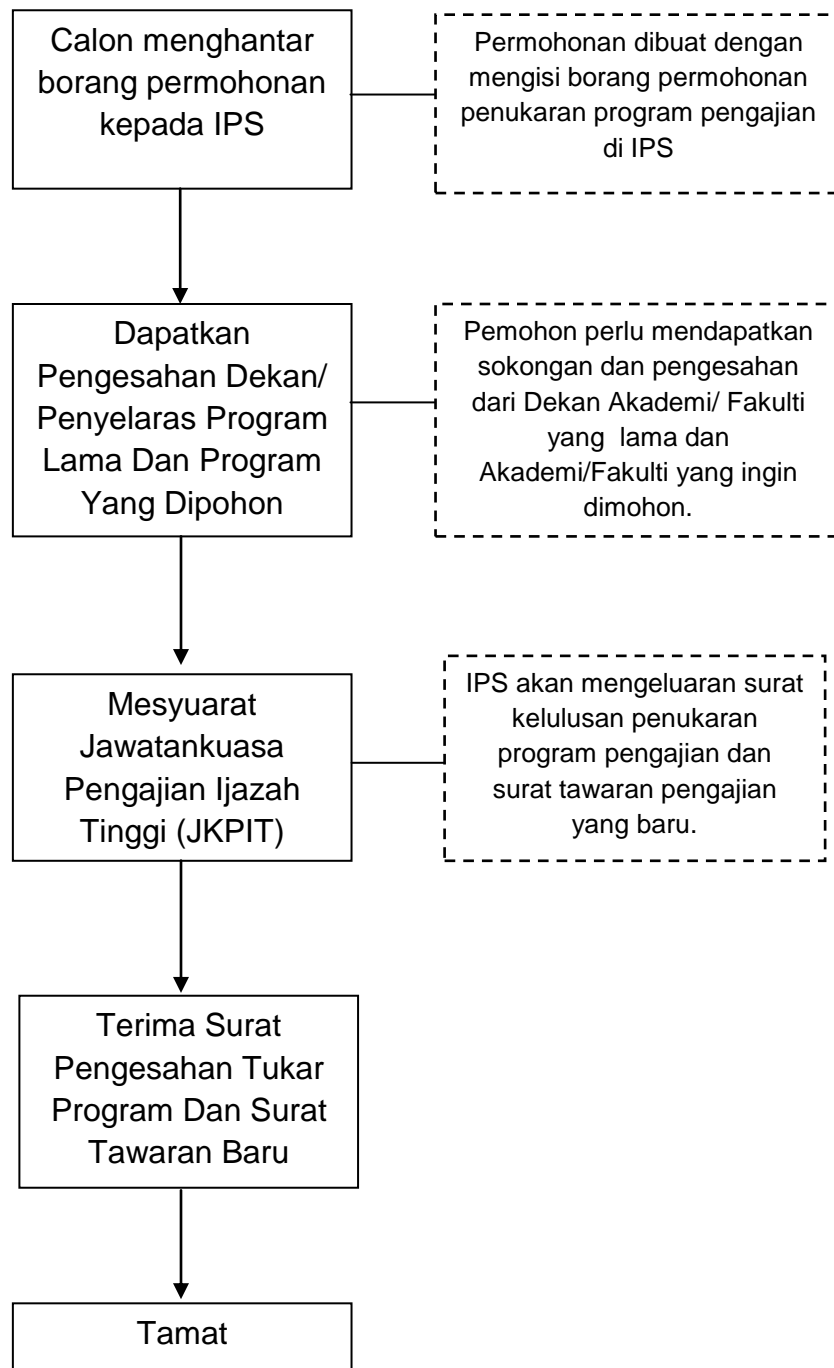 Calon menghantar
borang permohonan
kepada IPS
Permohonan dibuat dengan
mengisi borang permohonan
penukaran program pengajian
di IPS
Dapatkan
Pengesahan Dekan/
Penyelaras Program
Lama Dan Program
Yang Dipohon
Pemohon perlu mendapatkan
sokongan dan pengesahan
dari Dekan Akademi/ Fakulti
yang lama dan
Akademi/Fakulti yang ingin
dimohon.
Mesyuarat
Jawatankuasa
Pengajian Ijazah
Tinggi (JKPIT)
IPS akan mengeluaran surat
kelulusan penukaran
program pengajian dan
surat tawaran pengajian
yang baru.
Terima Surat
Pengesahan Tukar
Program Dan Surat
Tawaran Baru
Tamat